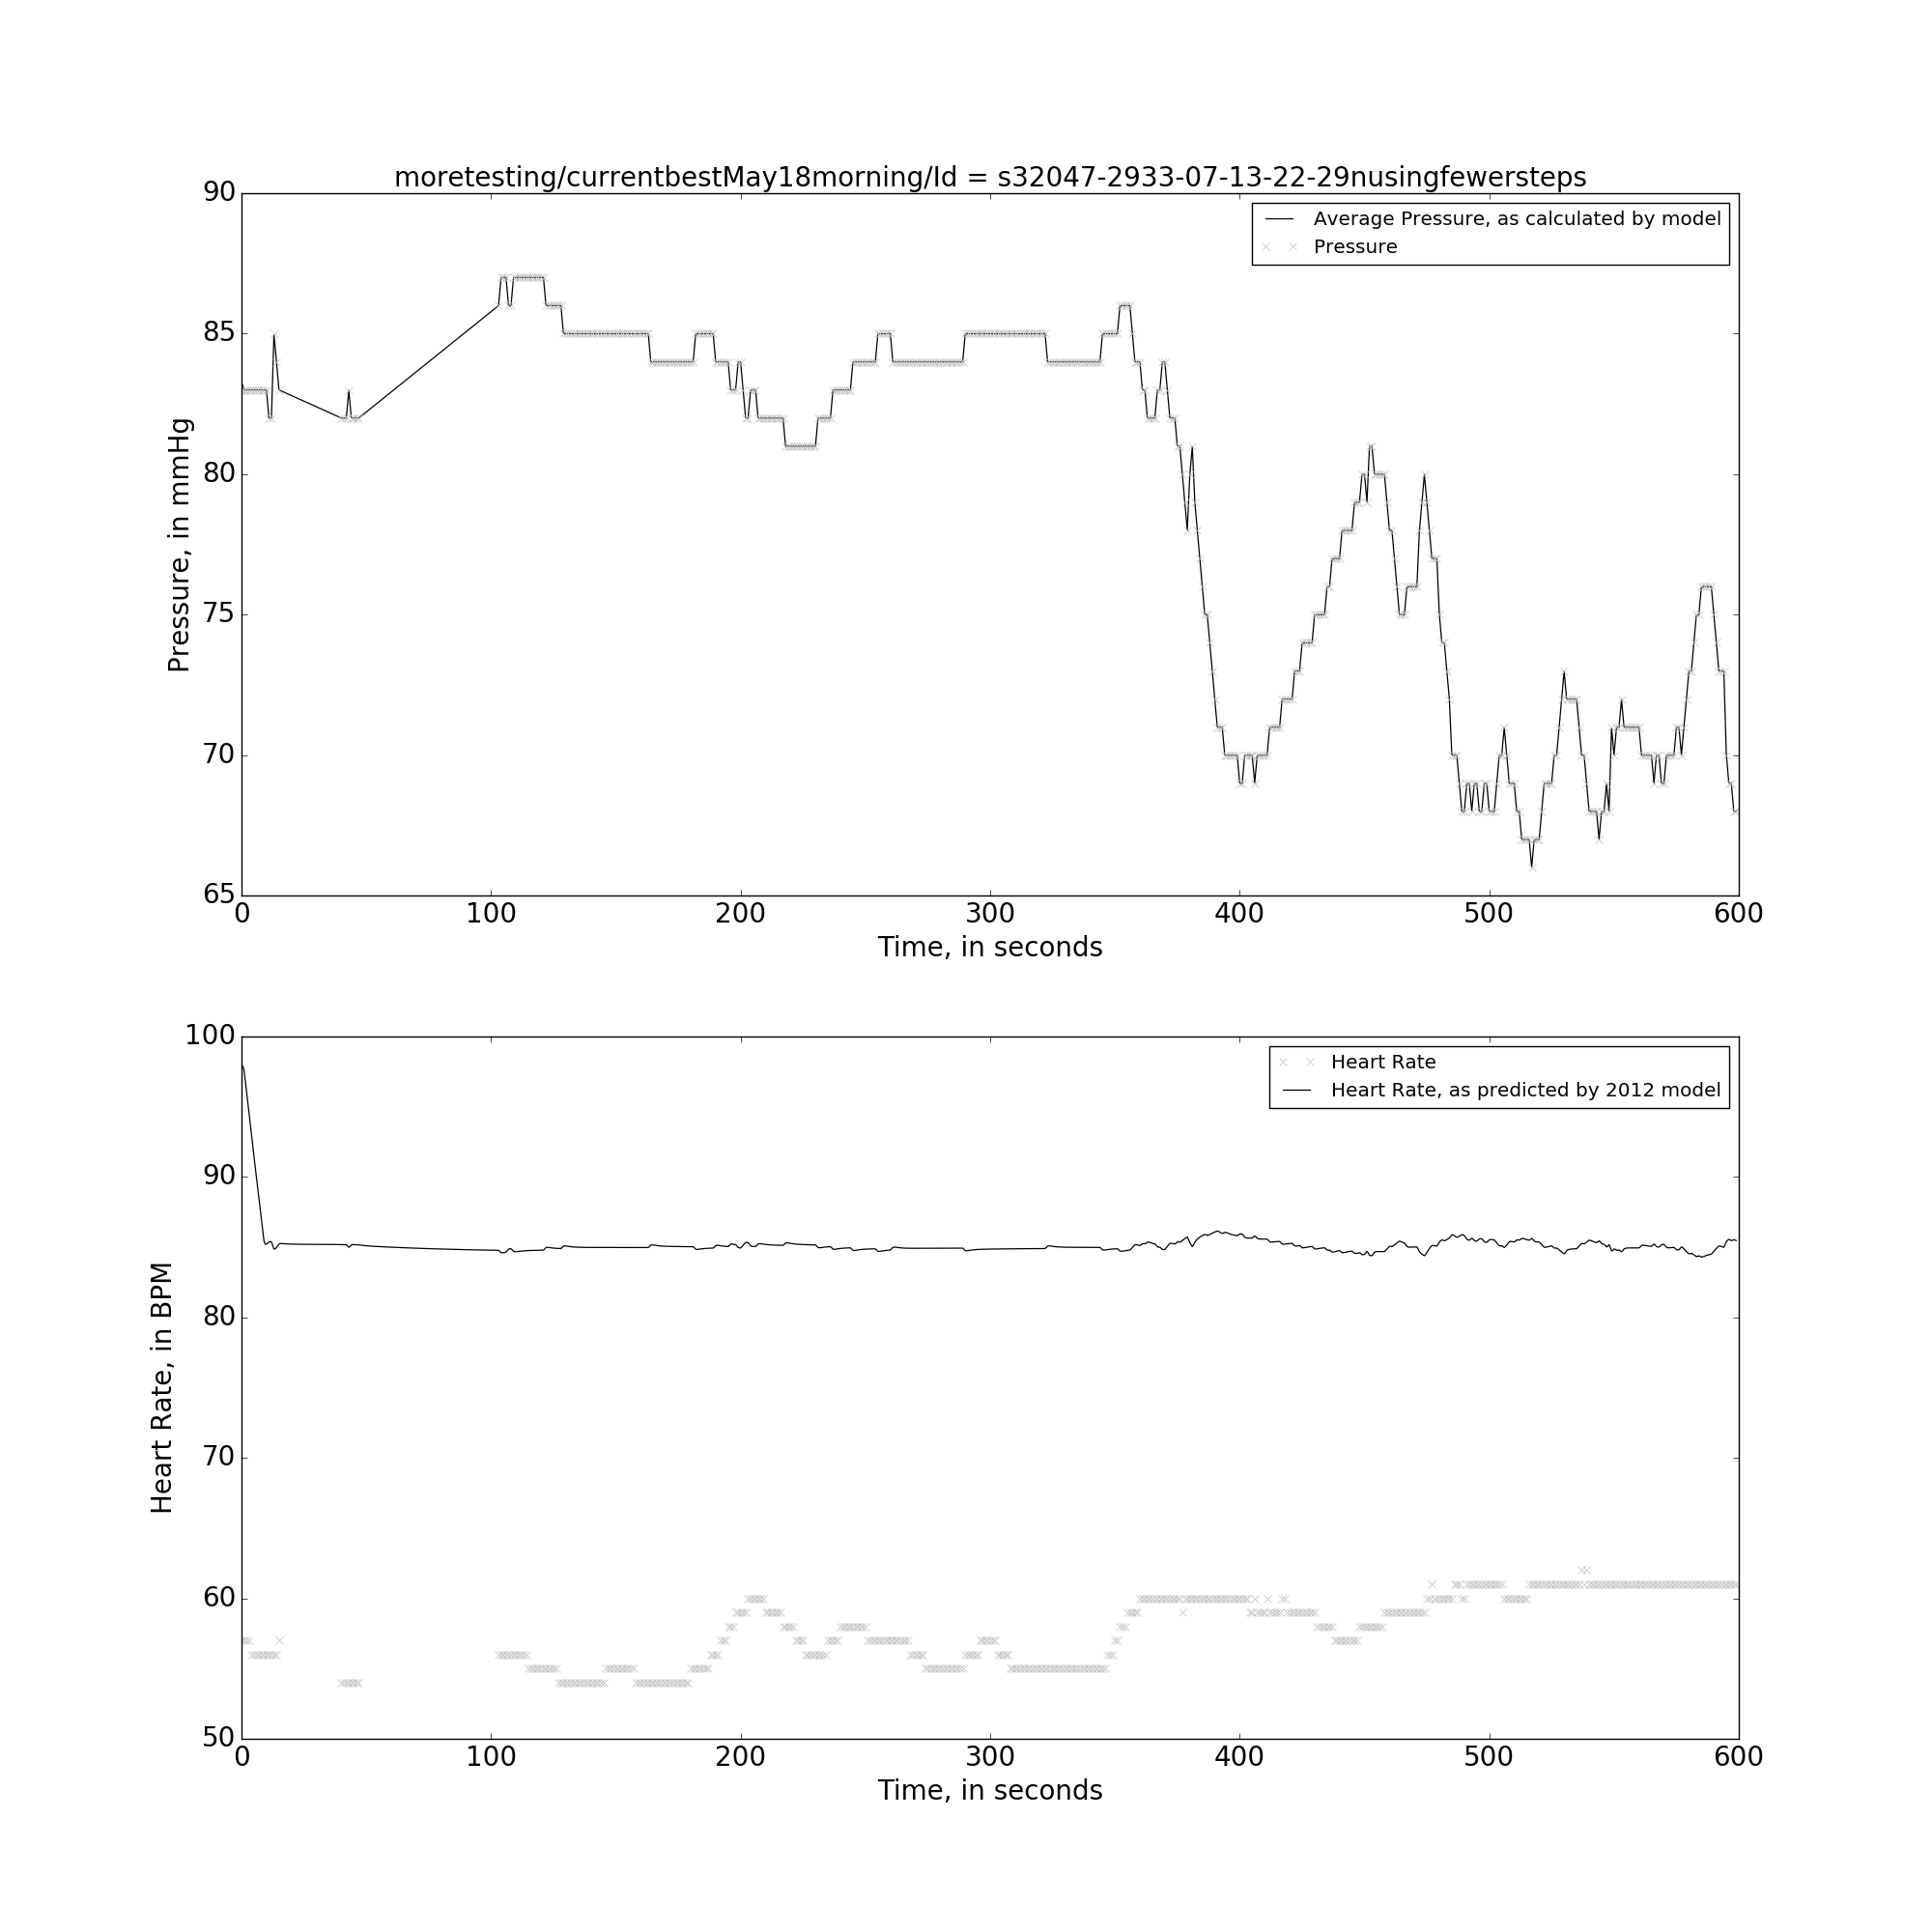 moretesting/currentbestMay18morning/Id = s32047-2933-07-13-22-29nusingfewersteps
90
85
80
75
70
65
Pressure, in mmHg
Average Pressure, as calculated by model
Pressure
0 100 200 300 400 500 600
Time, in seconds
100
90
80
70
60
50
Heart Rate, in BPM
Heart Rate
Heart Rate, as predicted by 2012 model
0 100 200 300 400 500 600
Time, in seconds